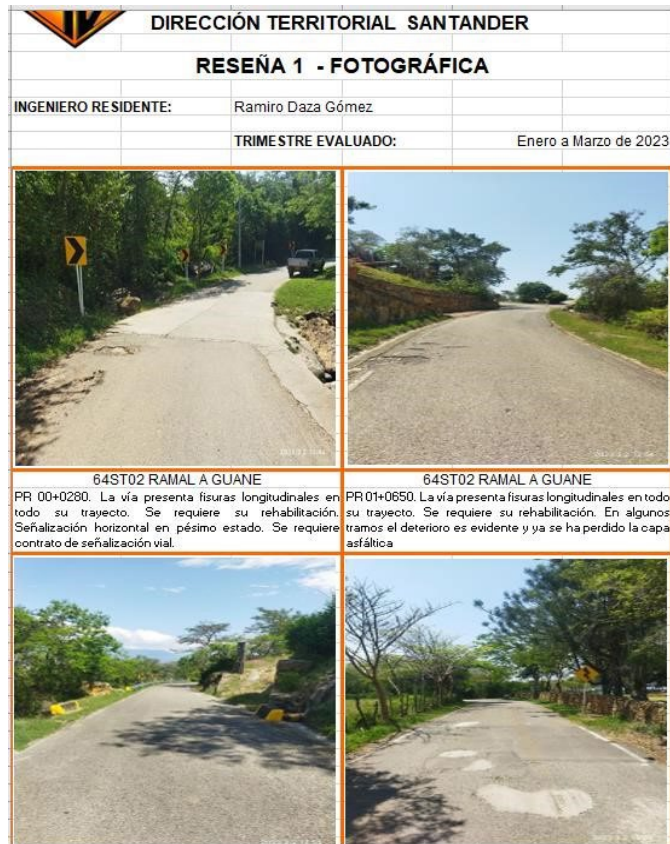 DIRECCIÓN TERRITORIAL SANTANDER
RESEÑA 1 - FOTOGRÁFICA
INGENIERO RESIDENTE: Ramiro Daza Gómez
TRIMESTRE EVALUADO: Enero a Marzo de 2023
64ST02 RAMAL A GUANE
PR 00+0280. La vía presenta fisuras longitudinales en
todo su trayecto. Se requiere su rehabilitación.
Señalización horizontal en pésimo estado. Se requiere
contrato de señalización vial.
64ST02 RAMAL A GUANE
PR 01+0650. La vía presenta fisuras longitudinales en todo
su trayecto. Se requiere su rehabilitación. En algunos
tramos el deterioro es evidente y ya se ha perdido la capa
asfáltica